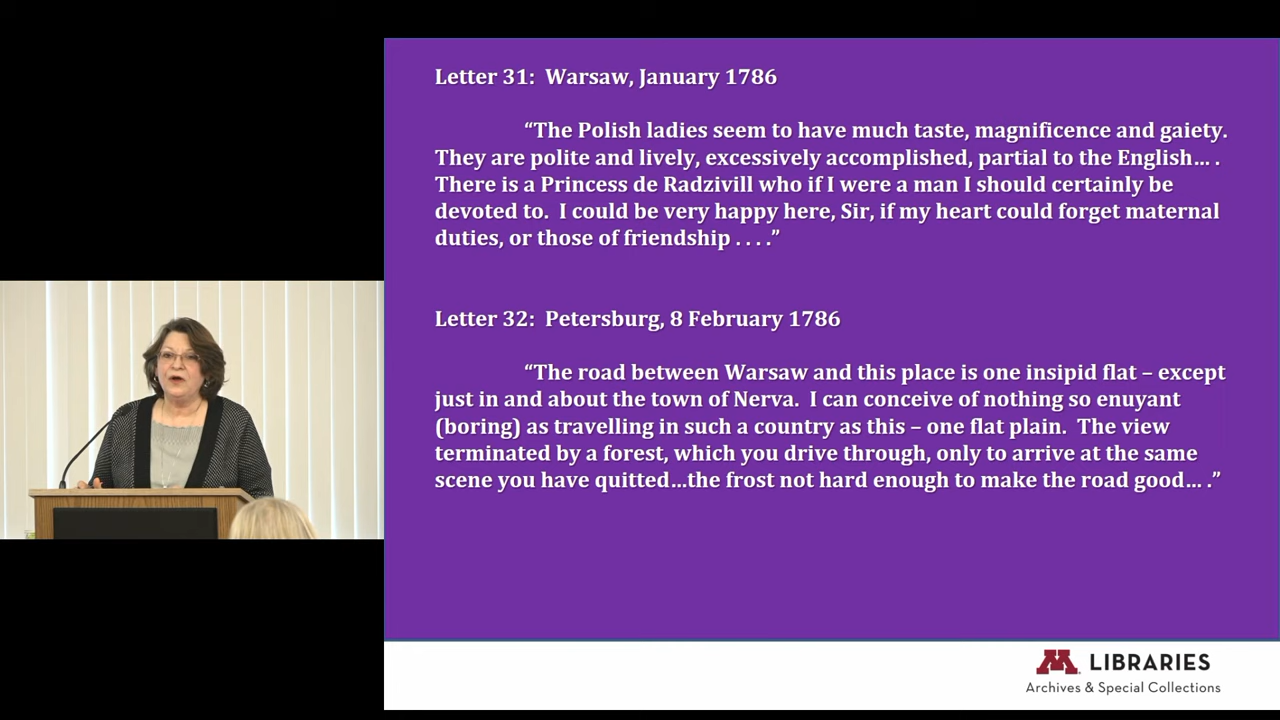 Letter 31:  Warsaw, January 1786
“The Polish ladies seem to have much taste, magnificence and gaiety.
They are polite and lively, excessively accomplished, partial to the English… .
There is a Princess de Radzivill who if I were a man I should certainly be
devoted to.  I could be very happy here, Sir, if my heart could forget maternal
duties, or those of friendship . . . .”
Letter 32:  Petersburg, 8 February 1786
“The road between Warsaw and this place is one insipid flat – except
just in and about the town of Nerva.  I can conceive of nothing so enuyant
(boring) as travelling in such a country as this – one flat plain.  The view
terminated by a forest, which you drive through, only to arrive at the same
scene you have quitted…the frost not hard enough to make the road good… .”
M LIBRARIES
Archives & Special Collections